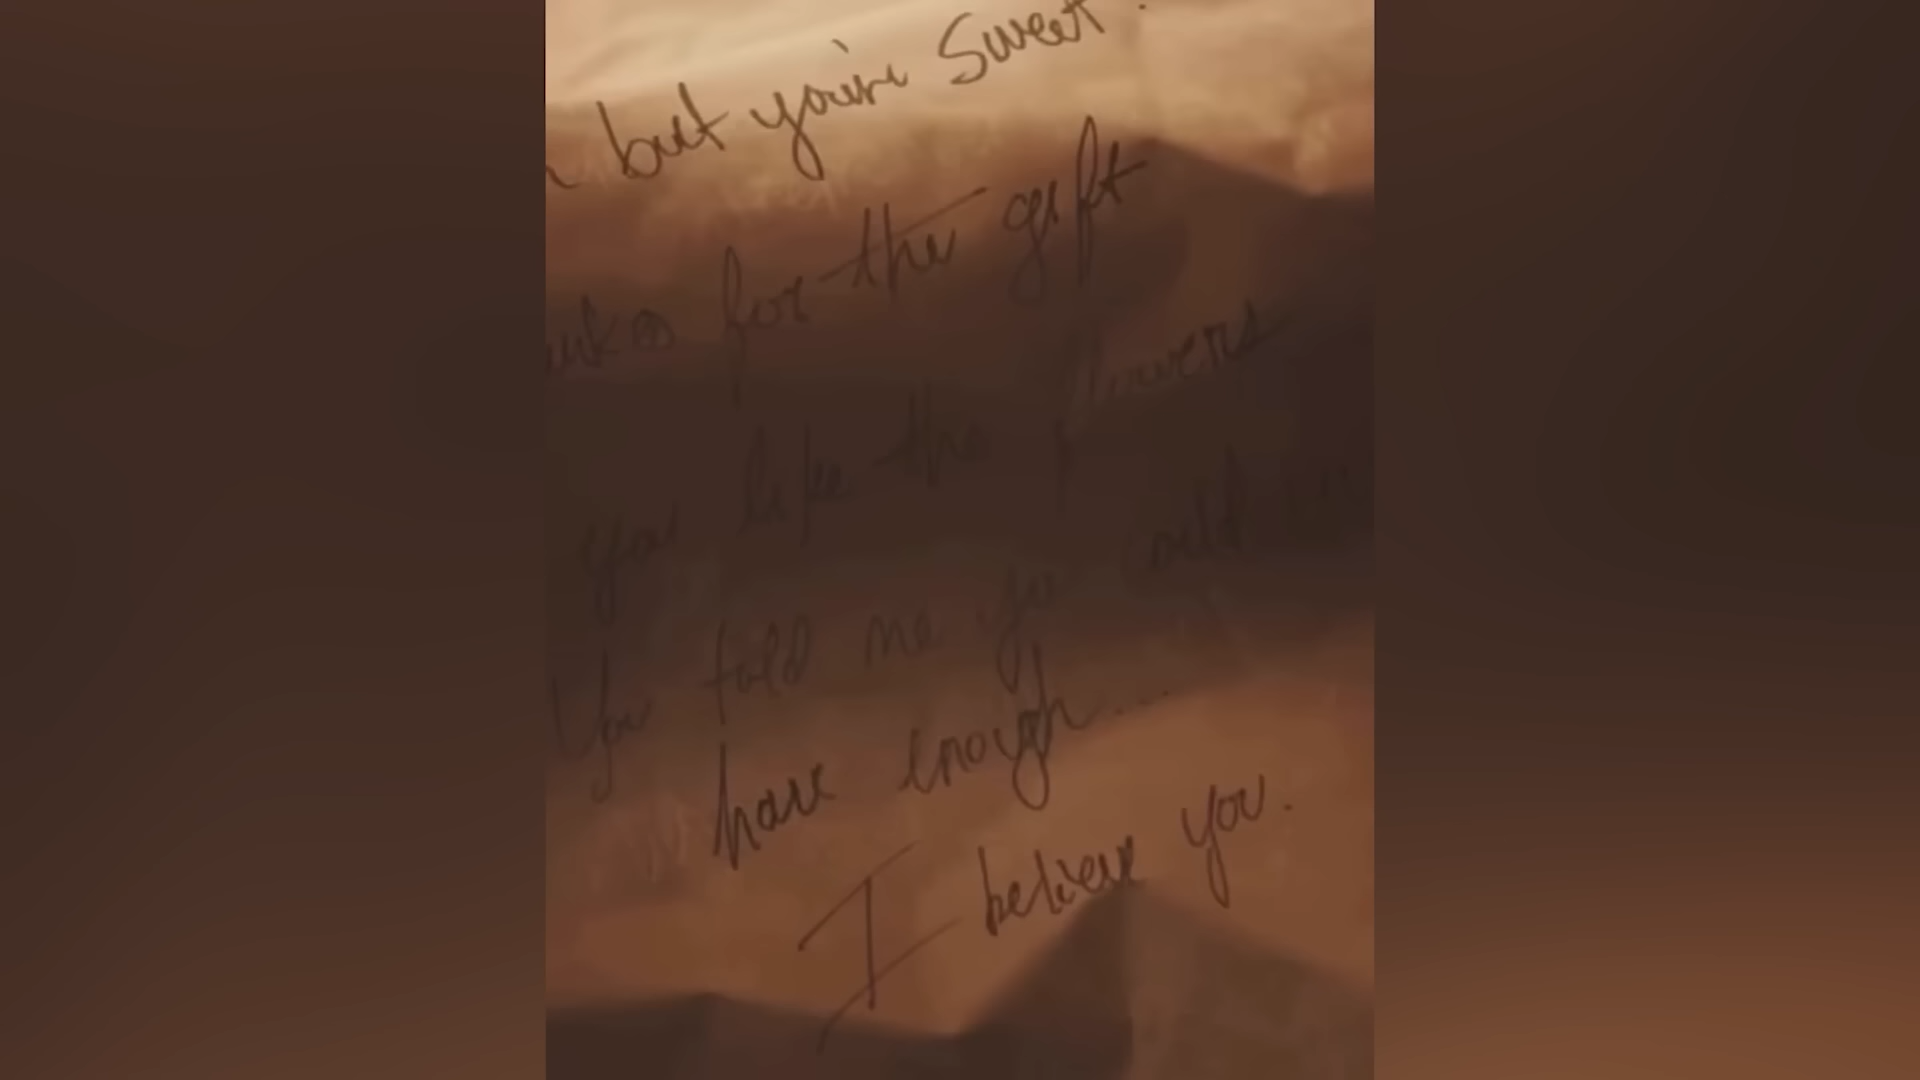 but you're sweet.
for the gift
you like the flowers
You told me you
have enough...
I believe you.